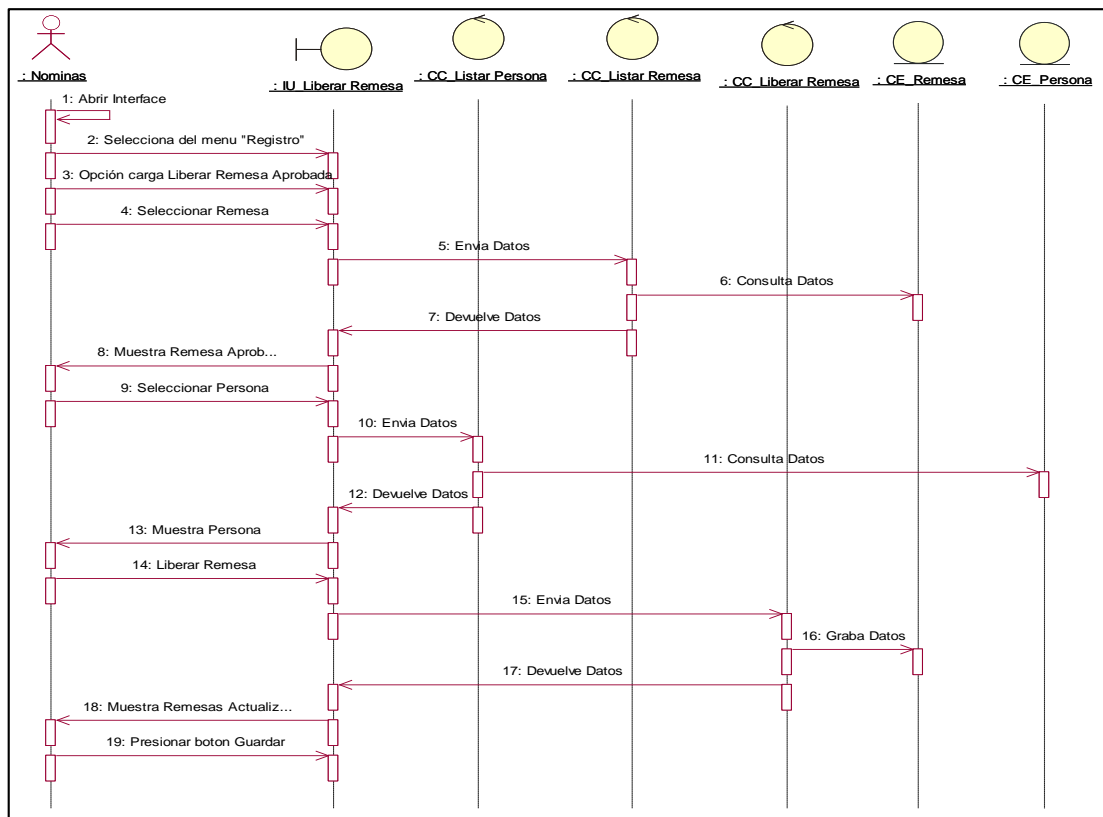 : Nominas
: IU_Liberar Remesa
: CC_Listar Persona
: CC_Listar Remesa
: CC_Liberar Remesa
: CE_Remesa
: CE_Persona
1: Abrir Interface
2: Selecciona del menu "Registro"
3: Opción carga Liberar Remesa Aprobada
4: Seleccionar Remesa
5: Envia Datos
6: Consulta Datos
7: Devuelve Datos
8: Muestra Remesa Aprob...
9: Seleccionar Persona
10: Envia Datos
11: Consulta Datos
12: Devuelve Datos
13: Muestra Persona
14: Liberar Remesa
15: Envia Datos
16: Graba Datos
17: Devuelve Datos
18: Muestra Remesas Actualiz...
19: Presionar boton Guardar